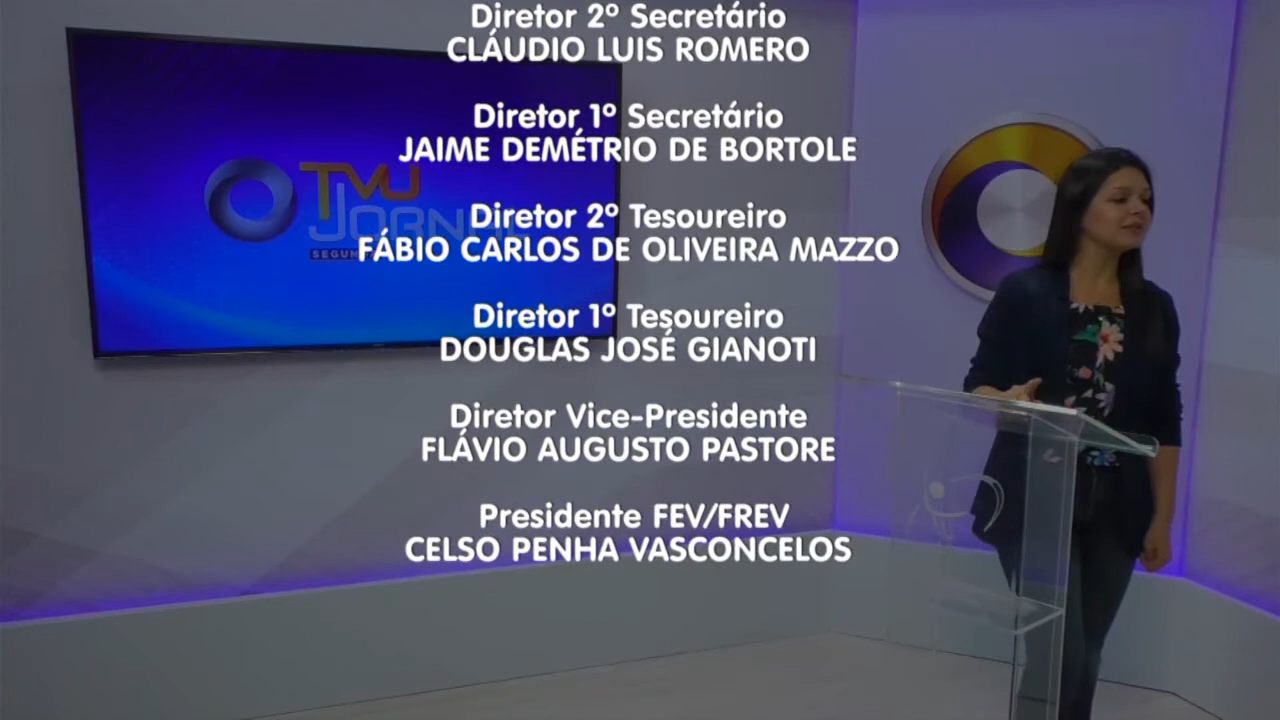 Diretor 2º Secretário
CLÁUDIO LUIS ROMERO
Diretor 1º Secretário
JAIME DEMÉTRIO DE BORTOLE
Diretor 2º Tesoureiro
FÁBIO CARLOS DE OLIVEIRA MAZZO
Diretor 1º Tesoureiro
DOUGLAS JOSÉ GIANOTI
Diretor Vice-Presidente
FLÁVIO AUGUSTO PASTORE
Presidente FEV/FREV
CELSO PENHA VASCONCELOS
TVU
JORNAL